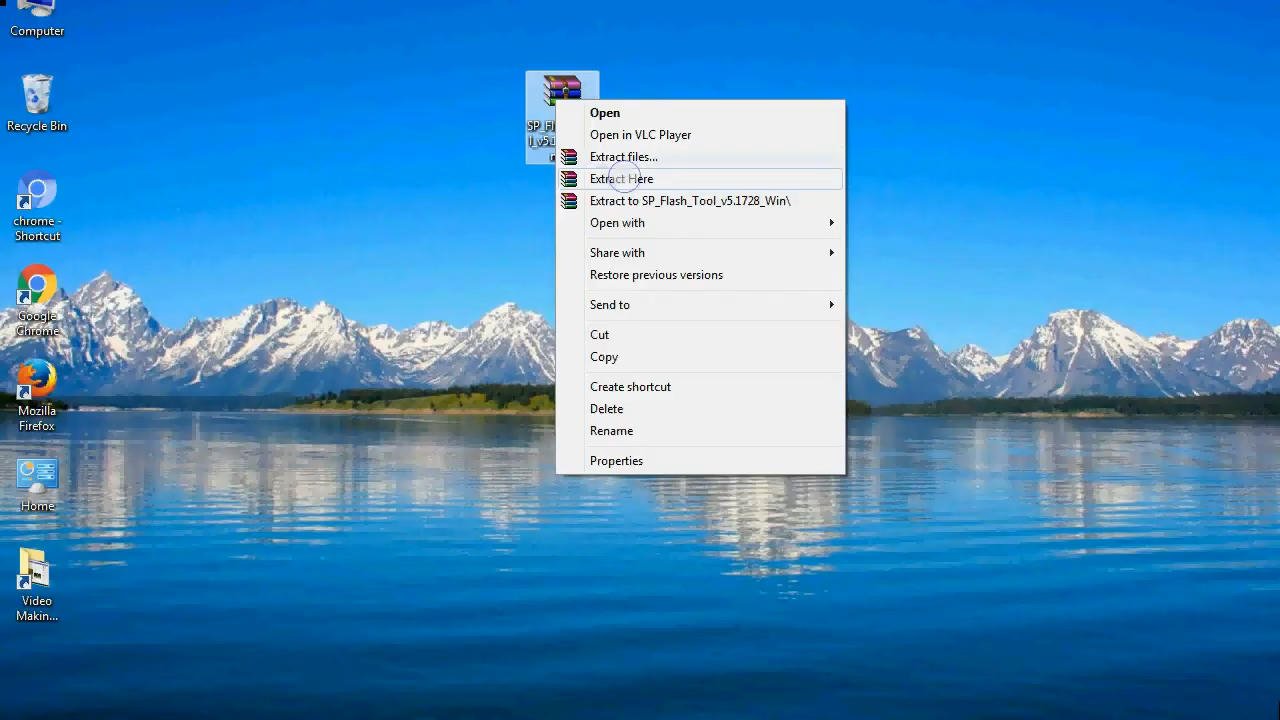 Computer
Recycle Bin
chrome -
Shortcut
Google
Chrome
Mozilla
Firefox
Home
Video
Makin...
Open
Open in VLC Player
Extract files...
Extract Here
Extract to SP_Flash_Tool_v5.1728_Win\
Open with
Share with
Restore previous versions
Send to
Cut
Copy
Create shortcut
Delete
Rename
Properties